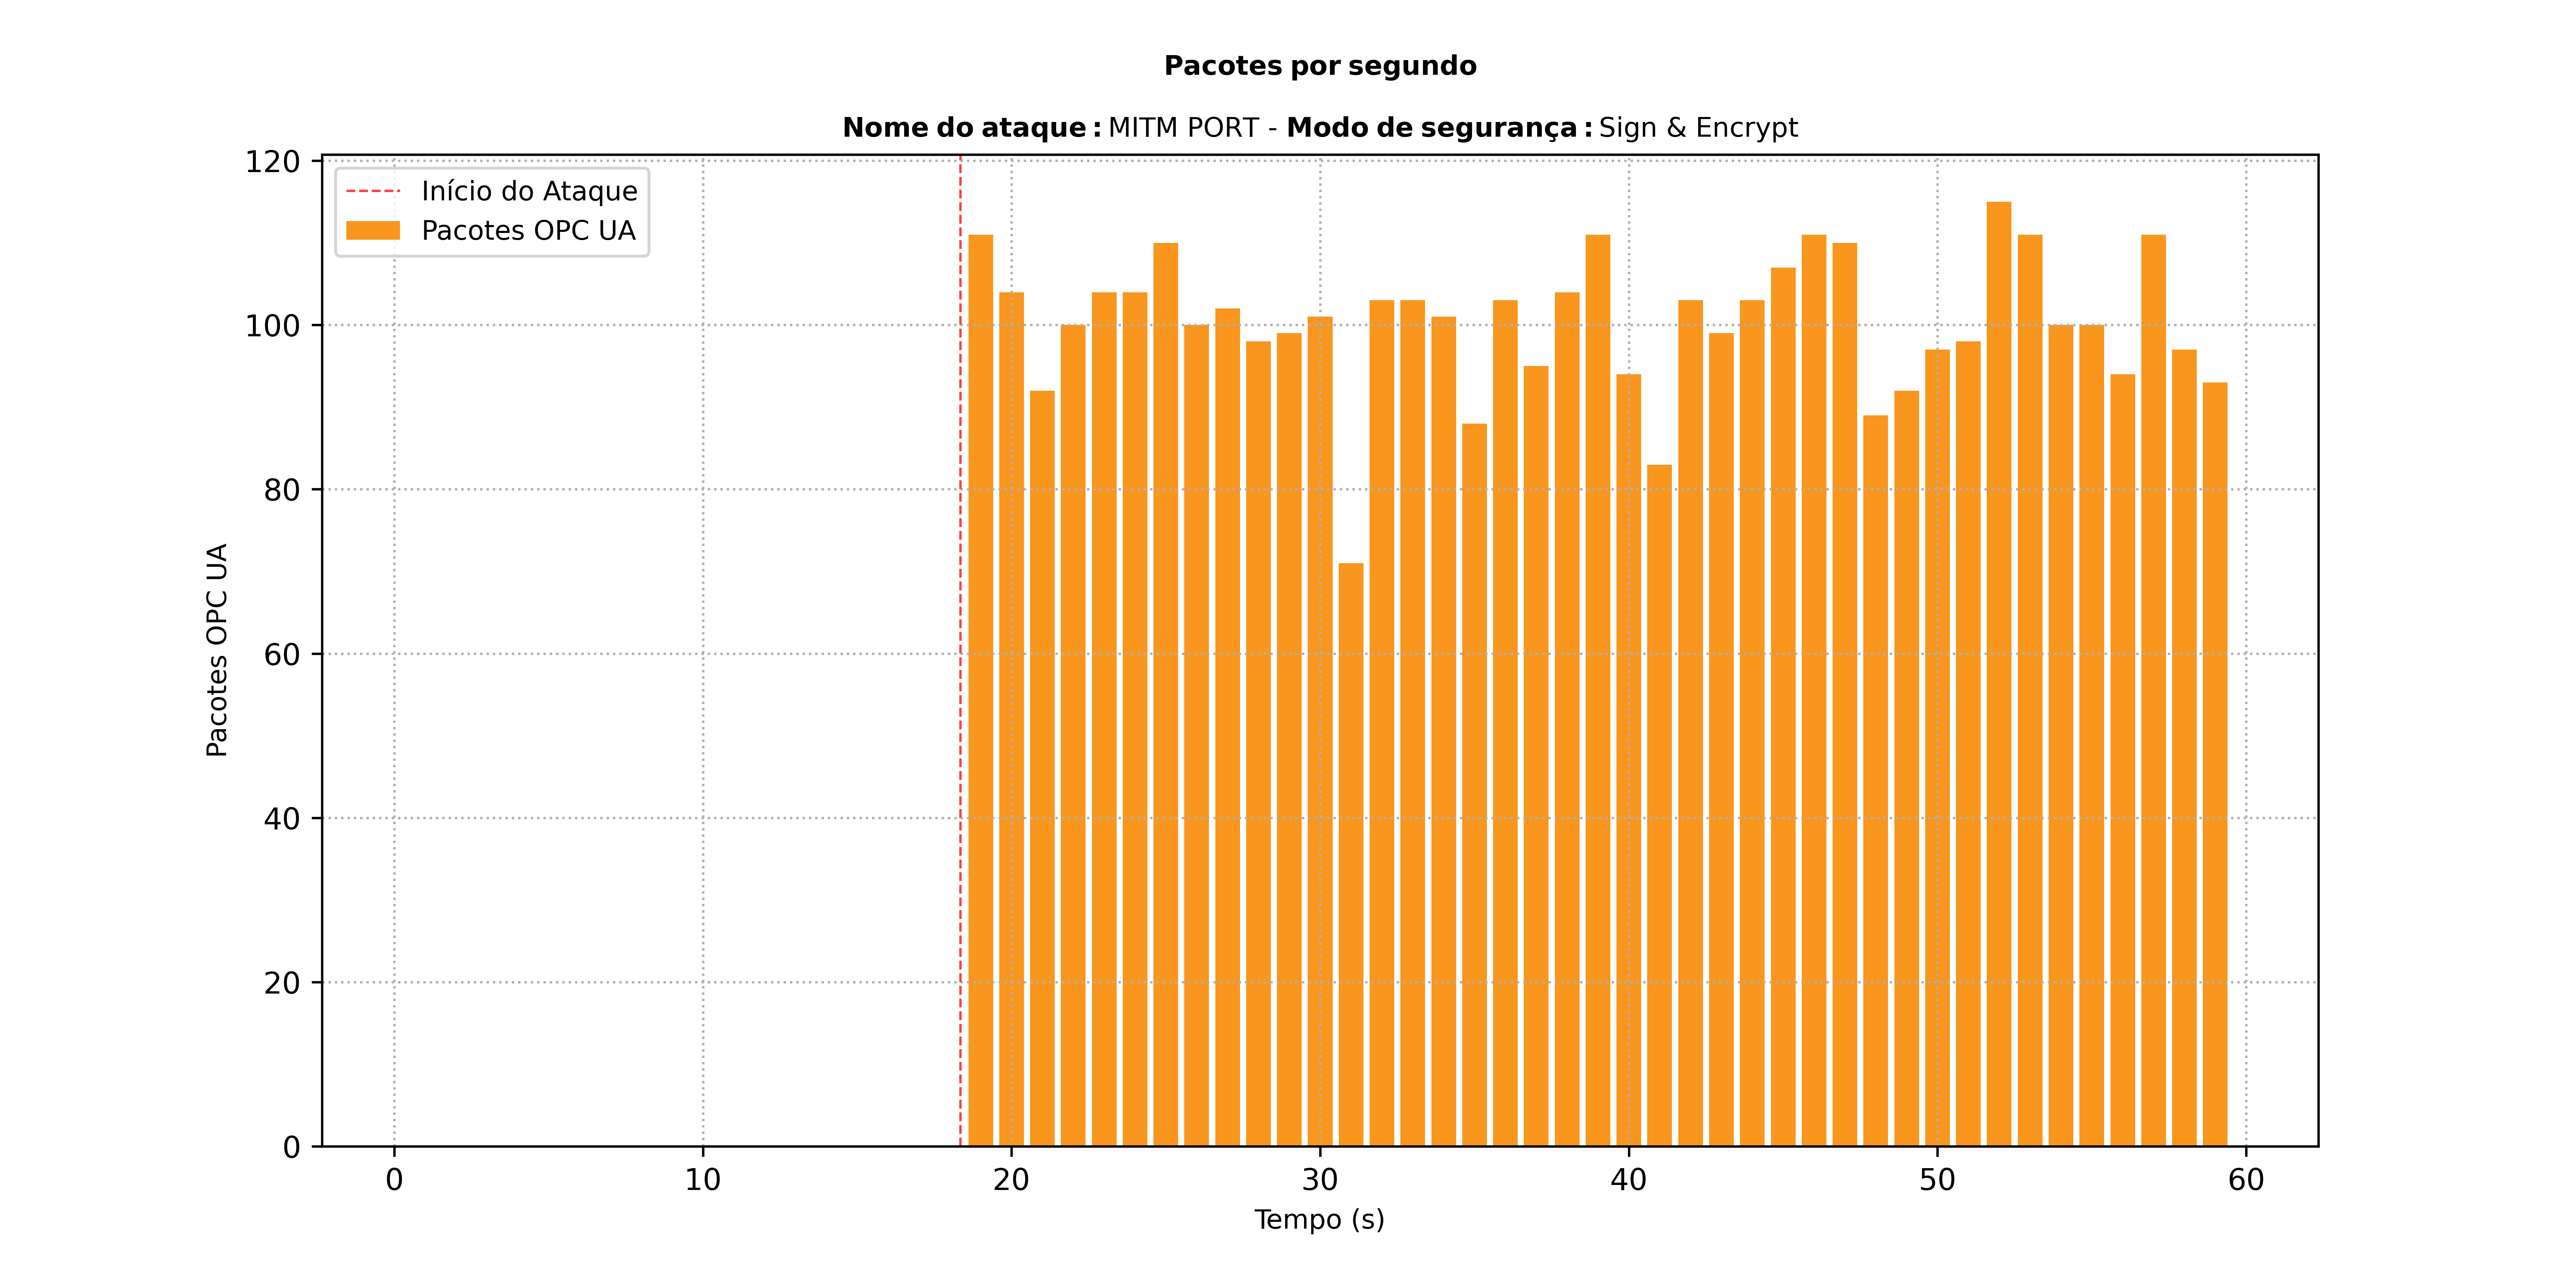 Pacotes por segundo
Nome do ataque: MITM PORT - Modo de segurança: Sign & Encrypt
Início do Ataque
Pacotes OPC UA
120
100
80
60
40
20
0
Pacotes OPC UA
0 10 20 30 40 50 60
Tempo (s)